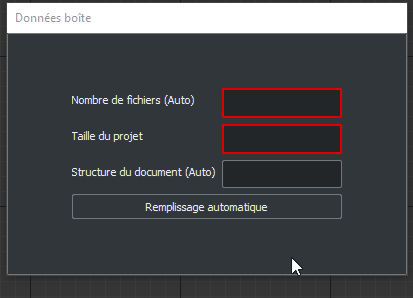 Données boîte
Nombre de fichiers (Auto)
Taille du projet
Structure du document (Auto)
Remplissage automatique